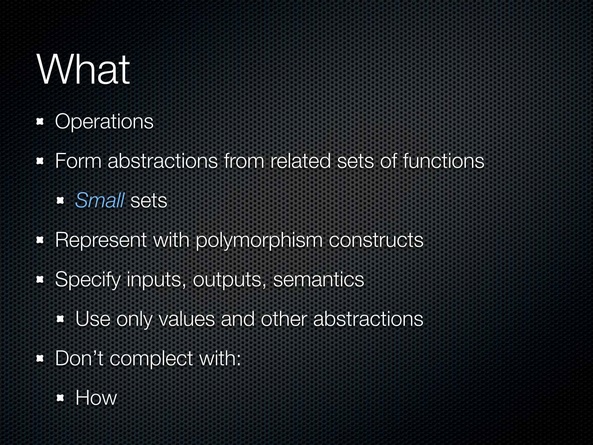 What
Operations
Form abstractions from related sets of functions
Small sets
Represent with polymorphism constructs
Specify inputs, outputs, semantics
Use only values and other abstractions
Don't complect with:
How